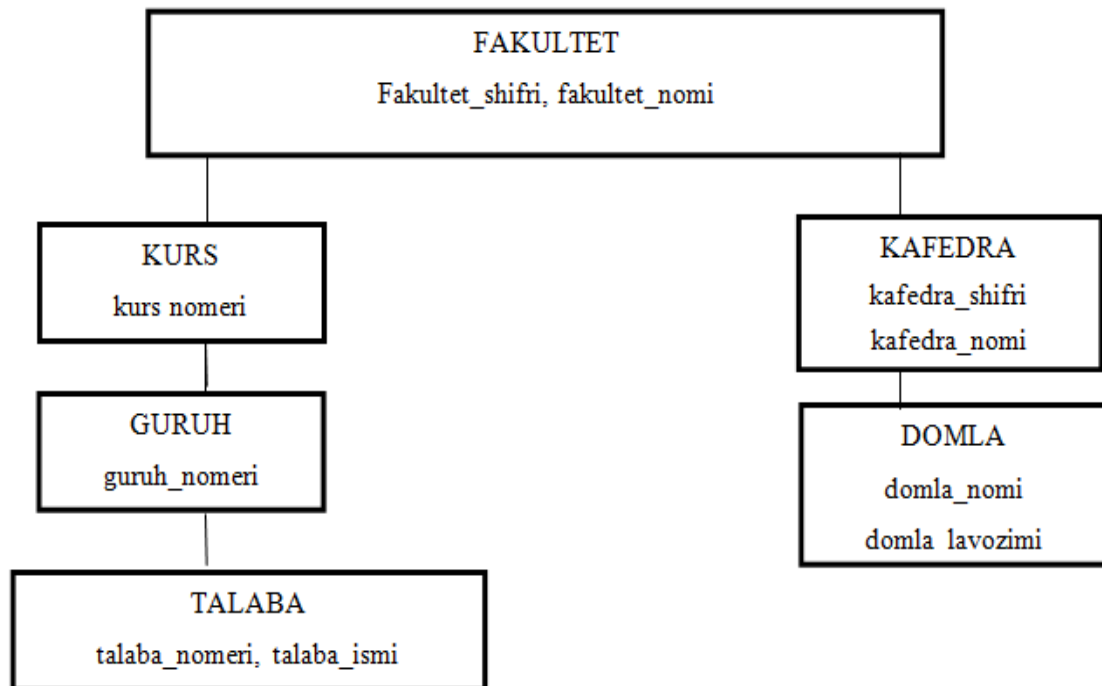 FAKULTET
Fakultet_shifri, fakultet_nomi
KURS
kurs nomeri
GURUH
guruh_nomeri
TALABA
talaba_nomeri, talaba_ismi
KAFEDRA
kafedra_shifri
kafedra_nomi
DOMLA
domla_nomi
domla lavozimi